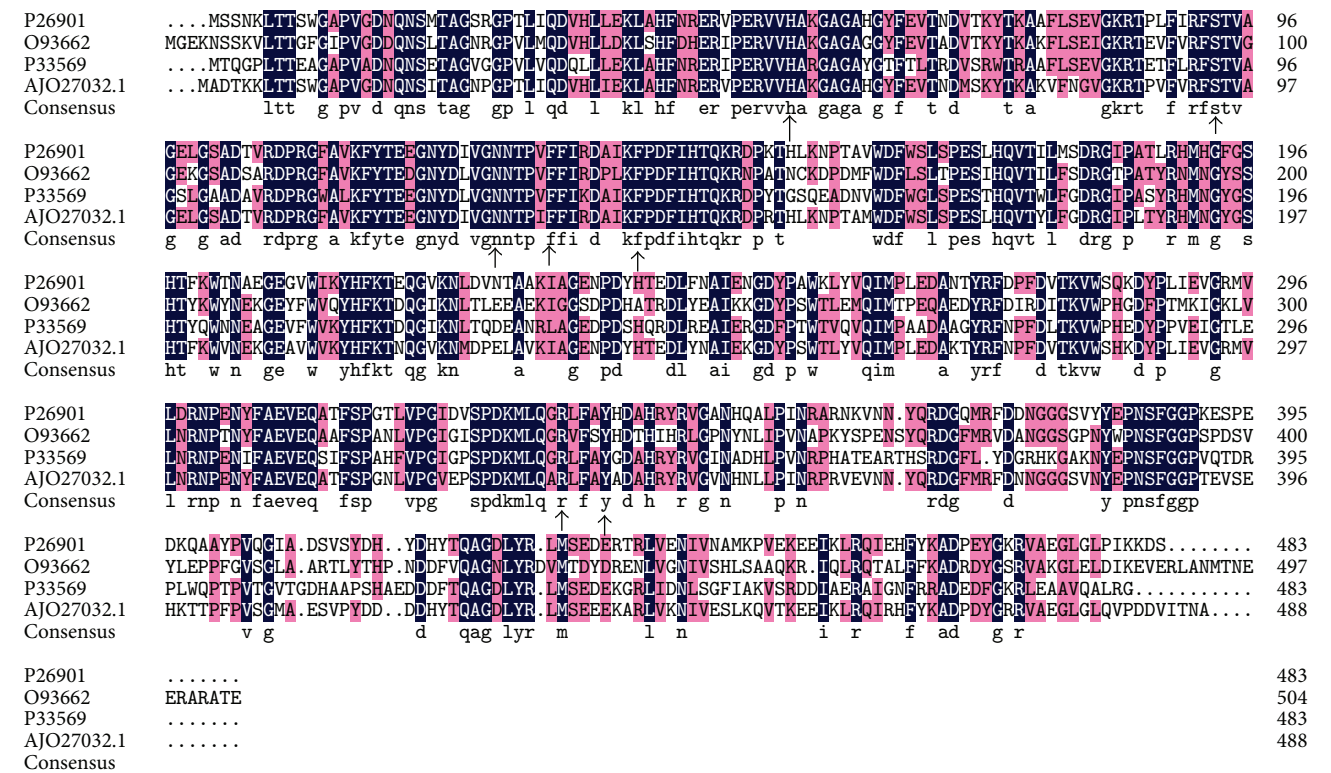 P26901 ....MSSNKLTTSWGAPVGDNQNSMTAGSRGPTLIQDVHLLEKLAHFNRERVPERVVHAKGAGAHGYFEVTNDVTKYTKAAFLSEVGKRTPLFIRFSTVA 96
O93662 MGEKNSSKVLTTGFGIPVGDDQNSLTAGNRGPVLMQDVHLLDKLSHFDHERIPERVVHAKGAGAGGYFEVTADVTKYTKAKFLSEIGKRTEVFVRFSTVG 100
P33569 ....MTQGPLTTEAGAPVADNQNSETAGVGGPVLVQDQLLLEKLAHFNRERIPERVVHARGAGAYGTFTLTRDVSRWTRAAFLSEVGKRTETFLRFSTVA 96
AJO27032.1 ...MADTKKLTTSWGAPVGDNQNSITAGNPGPTLIQDVHLIEKLAHFNRERVPERVVHAKGAGAHGYFEVTNDMSKYTKAKVFNGVGKRTPVFVRFSTVA 97
Consensus ltt g pv d qns tag gp l qd l kl hf er pervvha gaga g f t d t a gkrt f rfstv
P26901 GELGSADTVRDPRGFAVKFYTEEGNYDIVGNNTPVFFIRDAIKFPDFIHTQKRDPKTHLKNPTAVWDFWSLSPESLHQVTILMSDRGIPATLRHMHGFGS 196
O93662 GEKGSADSARDPRGFAVKFYTEDGNYDLVGNNTPVFFIRDPLKFPDFIHTQKRNPATNCKDPDMFWDFLSLTPESIHQVTILFSDRGTPATYRNMNGYSS 200
P33569 GSLGAADAVRDPRGWALKFYTEEGNYDLVGNNTPVFFIKDAIKFPDFIHTQKRDPYTGSQEADNVWDFWGLSPESTHQVTWLFGDRGIPASYRHMNGYGS 196
AJO27032.1 GELGSADTVRDPRGFAVKFYTEEGNYDIVGNNTPIFFIRDAIKFPDFIHTQKRDPRTHLKNPTAMWDFWSLSPESLHQVTYLFGDRGIPLTYRHMNGYGS 197
Consensus g g ad rdprg a kfyte gnyd vgnntp ffi d kfpdfihtqkr p t wdf l pes hqvt l drg p r m g s
P26901 HTFKWTNAEGEGVWIKYHFKTEQGVKNLDVNTAAKIAGENPDYHTEDLFNAIENGDYPAWKLYVQIMPLEDANTYRFDPFDVTKVWSQKDYPLIEVGRMV 296
O93662 HTYKWYNEKGEYFWVQYHFKTDQGIKNLTLEEAEKIGGSDPDHATRDLYEAIKKGDYPSWTLEMQIMTPEQAEDYRFDIRDITKVWPHGDFPTMKIGKLV 300
P33569 HTYQWNNEAGEVFWVKYHFKTDQGIKNLTQDEANRLAGEDPDSHQRDLREAIERGDFPTWTVQVQIMPAADAAGYRFNPFDLTKVWPHEDYPPVEIGTLE 296
AJO27032.1 HTFKWVNEKGEAVWVKYHFKTNQGVKNMDPELAVKIAGENPDYHTEDLYNAIEKGDYPSWTLYVQIMPLEDAKTYRFNPFDVTKVWSHKDYPLIEVGRMV 297
Consensus ht w n ge w yhfkt qg kn a g pd dl ai gd p w qim a yrf d tkvw d p g
P26901 LDRNPENYFAEVEQATFSPGTLVPGIDVSPDKMLQGRLFAYHDAHRYRVGANHQALPINRARNKVNN.YQRDGQMRFDDNGGGSVYYEPNSFGGPKESPE 395
O93662 LNRNPTNYFAEVEQAAFSPANLVPGIGISPDKMLQGRVFSYHDTHIHRLGPNYNLIPVNAPKYSPENSYQRDGFMRVDANGGSGPNYWPNSFGGPSPDSV 400
P33569 LNRNPENIFAEVEQSIFSPAHFVPGIGPSPDKMLQGRLFAYGDAHRYRVGINADHLPVNRPHATEARTHSRDGFL.YDGRHKGAKNYEPNSFGGPVQTDR 395
AJO27032.1 LNRNPENYFAEVEQATFSPGNLVPGVEPSPDKMLQARLFAYADAHRYRVGVNHNLLPINRPRVEVNN.YQRDGFMRFDNNGGGSVNYEPNSFGGPTEVSE 396
Consensus l rnp n faeveq fsp vpg spdkmlq r f y d h r g n p n rdg d y pnsfggp
P26901 DKQAAYPVQGIA.DSVSYDH..YDHYTQAGDLYR.LMSEDERTRLVENIVNAMKPVEKEEIKLRQIEHFYKADPEYGKRVAEGLGLPIKKDS........ 483
O93662 YLEPPFGVSGLA.ARTLYTHP.NDDFVQAGNLYRDVMTDYDRENLVGNIVSHLSAAQKR.IQLRQTALFFKADRDYGSRVAKGLELDIKEVERLANMTNE 497
P33569 PLWQPTPVTGVTGDHAAPSHAEDDDFTQAGDLYR.LMSEDEKGRLIDNLSGFIAKVSRDDIAERAIGNFRRADEDFGKRLEAAVQALRG........... 483
AJO27032.1 HKTTPFPVSGMA.ESVPYDD..DDHYTQAGDLYR.LMSEEEKARLVKNIVESLKQVTKEEIKLRQIRHFYKADPDYGRRVAEGLGLQVPDDVITNA.... 488
Consensus v g d qag lyr m l n i r f ad g r
P26901 ....... 483
O93662 ERARATE 504
P33569 ....... 483
AJO27032.1 ....... 488
Consensus